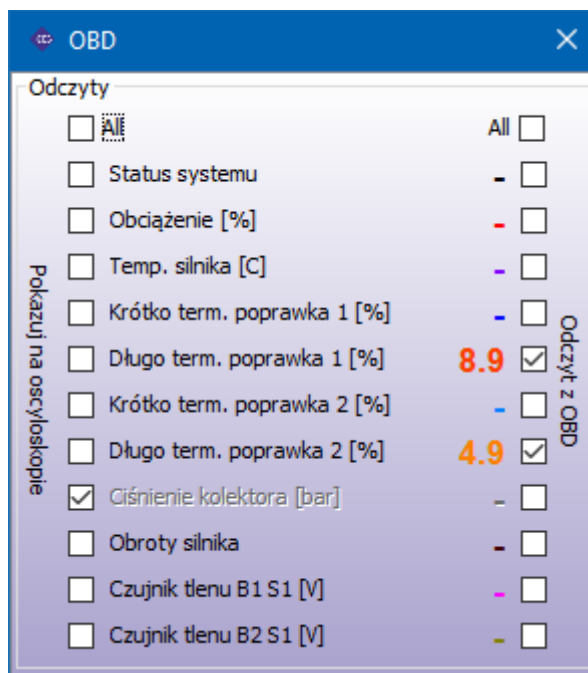 OBD
Odczyty
All All
Status systemu -
Obciążenie [%] -
Temp. silnika [C] -
Krótko term. poprawka 1 [%] -
Długo term. poprawka 1 [%] 8.9
Krótko term. poprawka 2 [%] -
Długo term. poprawka 2 [%] 4.9
Ciśnienie kolektora [bar] -
Obroty silnika -
Czujnik tlenu B1 S1 [V] -
Czujnik tlenu B2 S1 [V] -
Pokazuj na oscyloskopie
Odczyt z OBD